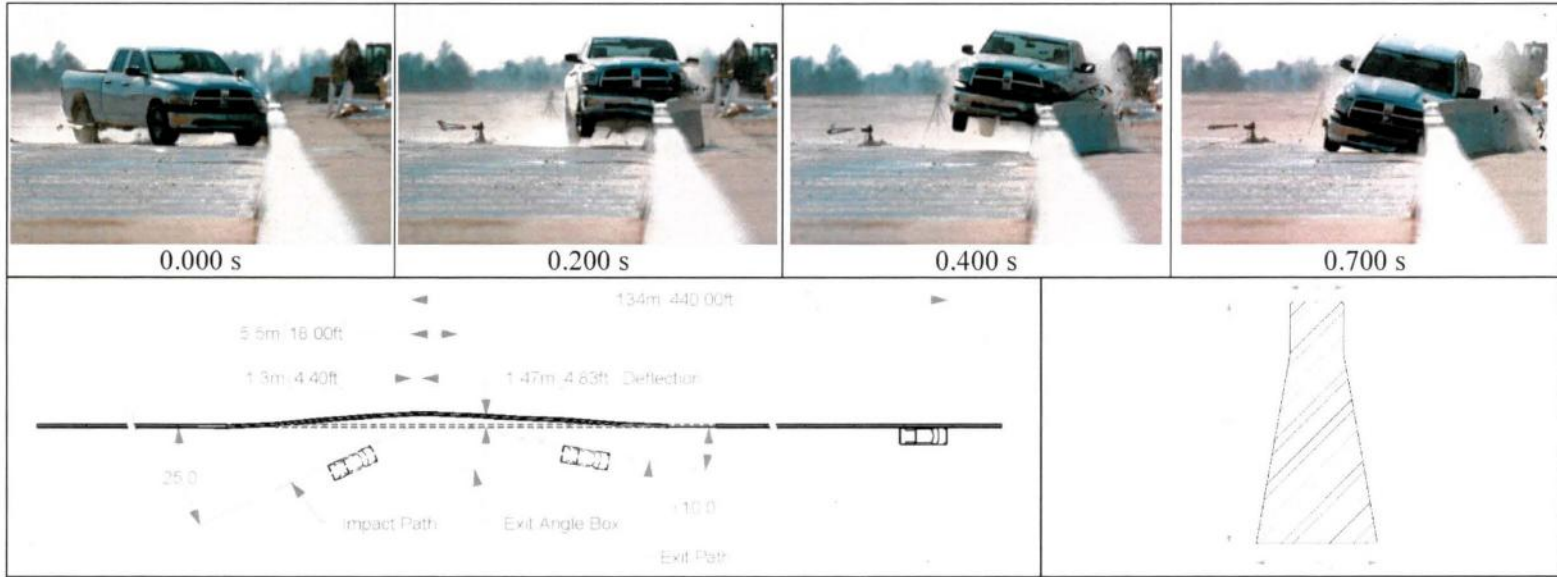 0.000 s
0.200 s
0.400 s
0.700 s
134m 440.00ft
5.5m 18.00ft
1.3m 4.40ft
1.47m 4.83ft Deflection
25.0
10.0
Impact Path
Exit Angle Box
Exit Path